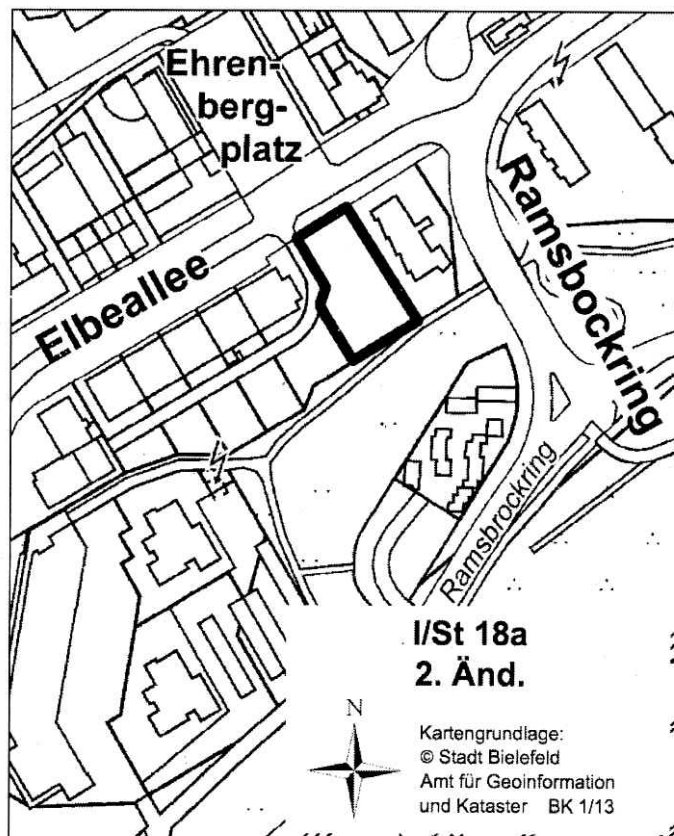 Ehren-
berg-
platz
Elbeallee
Ramsbockring
Ramsbrockring
I/St 18a
2. Änd.
N
Kartengrundlage:
© Stadt Bielefeld
Amt für Geoinformation
und Kataster BK 1/13